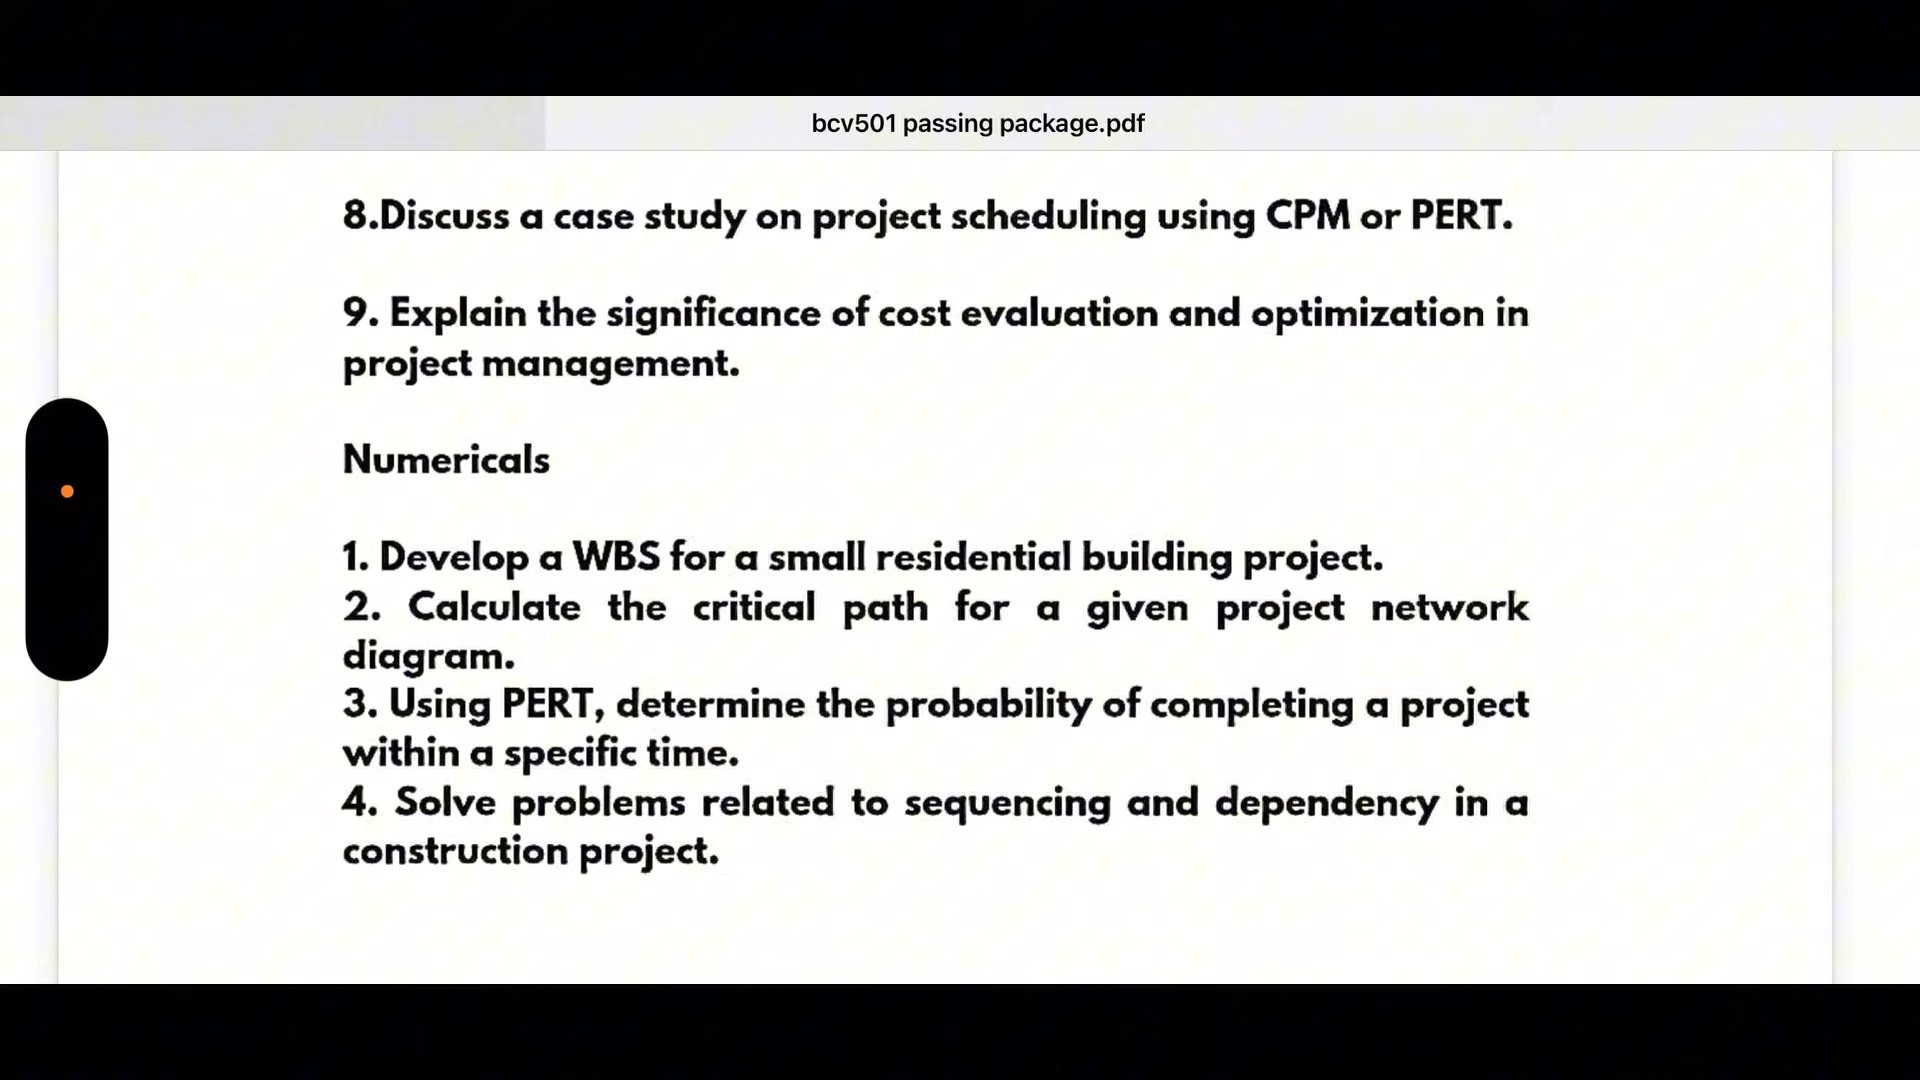 bcv501 passing package.pdf
8.Discuss a case study on project scheduling using CPM or PERT.
9. Explain the significance of cost evaluation and optimization in
project management.
Numericals
1. Develop a WBS for a small residential building project.
2. Calculate the critical path for a given project network
diagram.
3. Using PERT, determine the probability of completing a project
within a specific time.
4. Solve problems related to sequencing and dependency in a
construction project.